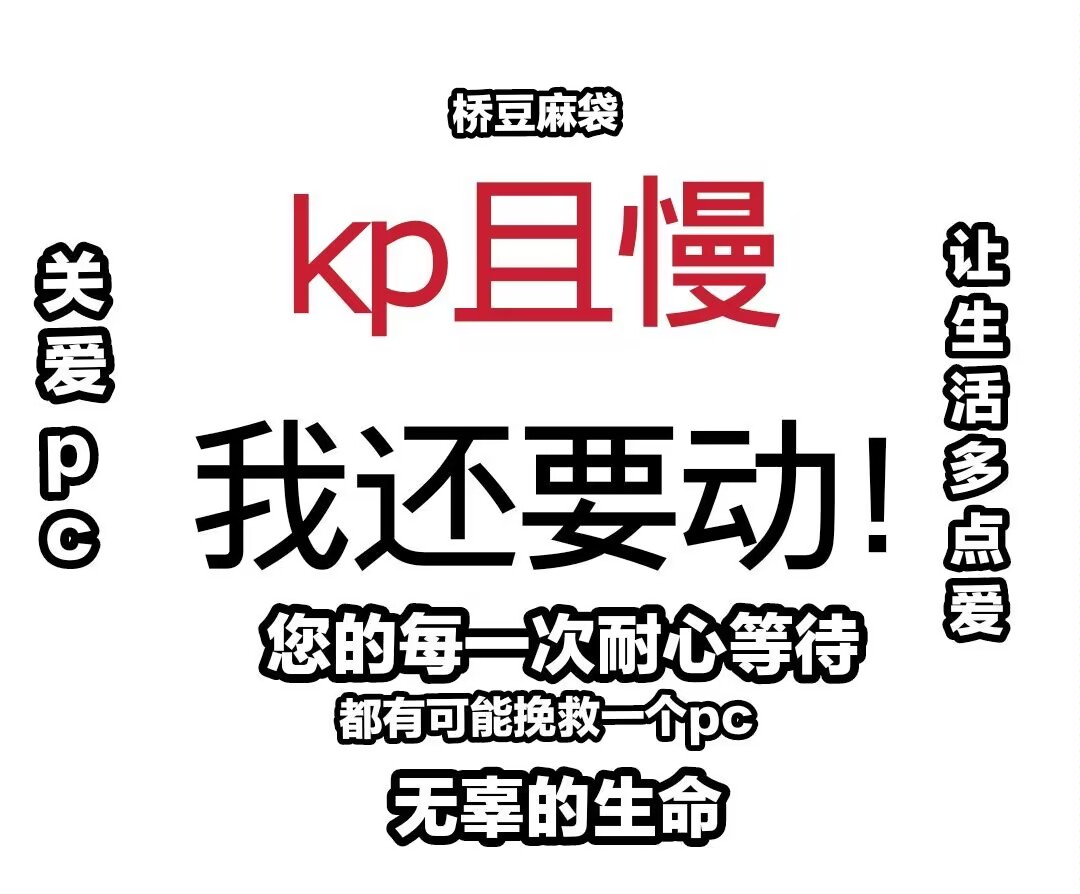 桥豆麻袋
kp且慢
我还要动!
关爱pc
让生活多点爱
您的每一次耐心等待
都有可能挽救一个pc
无辜的生命